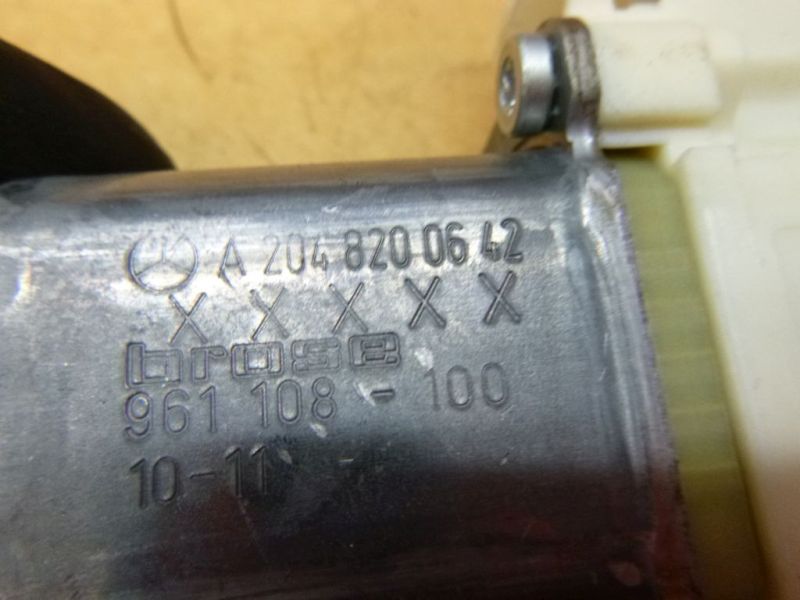 A 204 820 06 42
X X X X X
brose
961 108 - 100
10-11 -